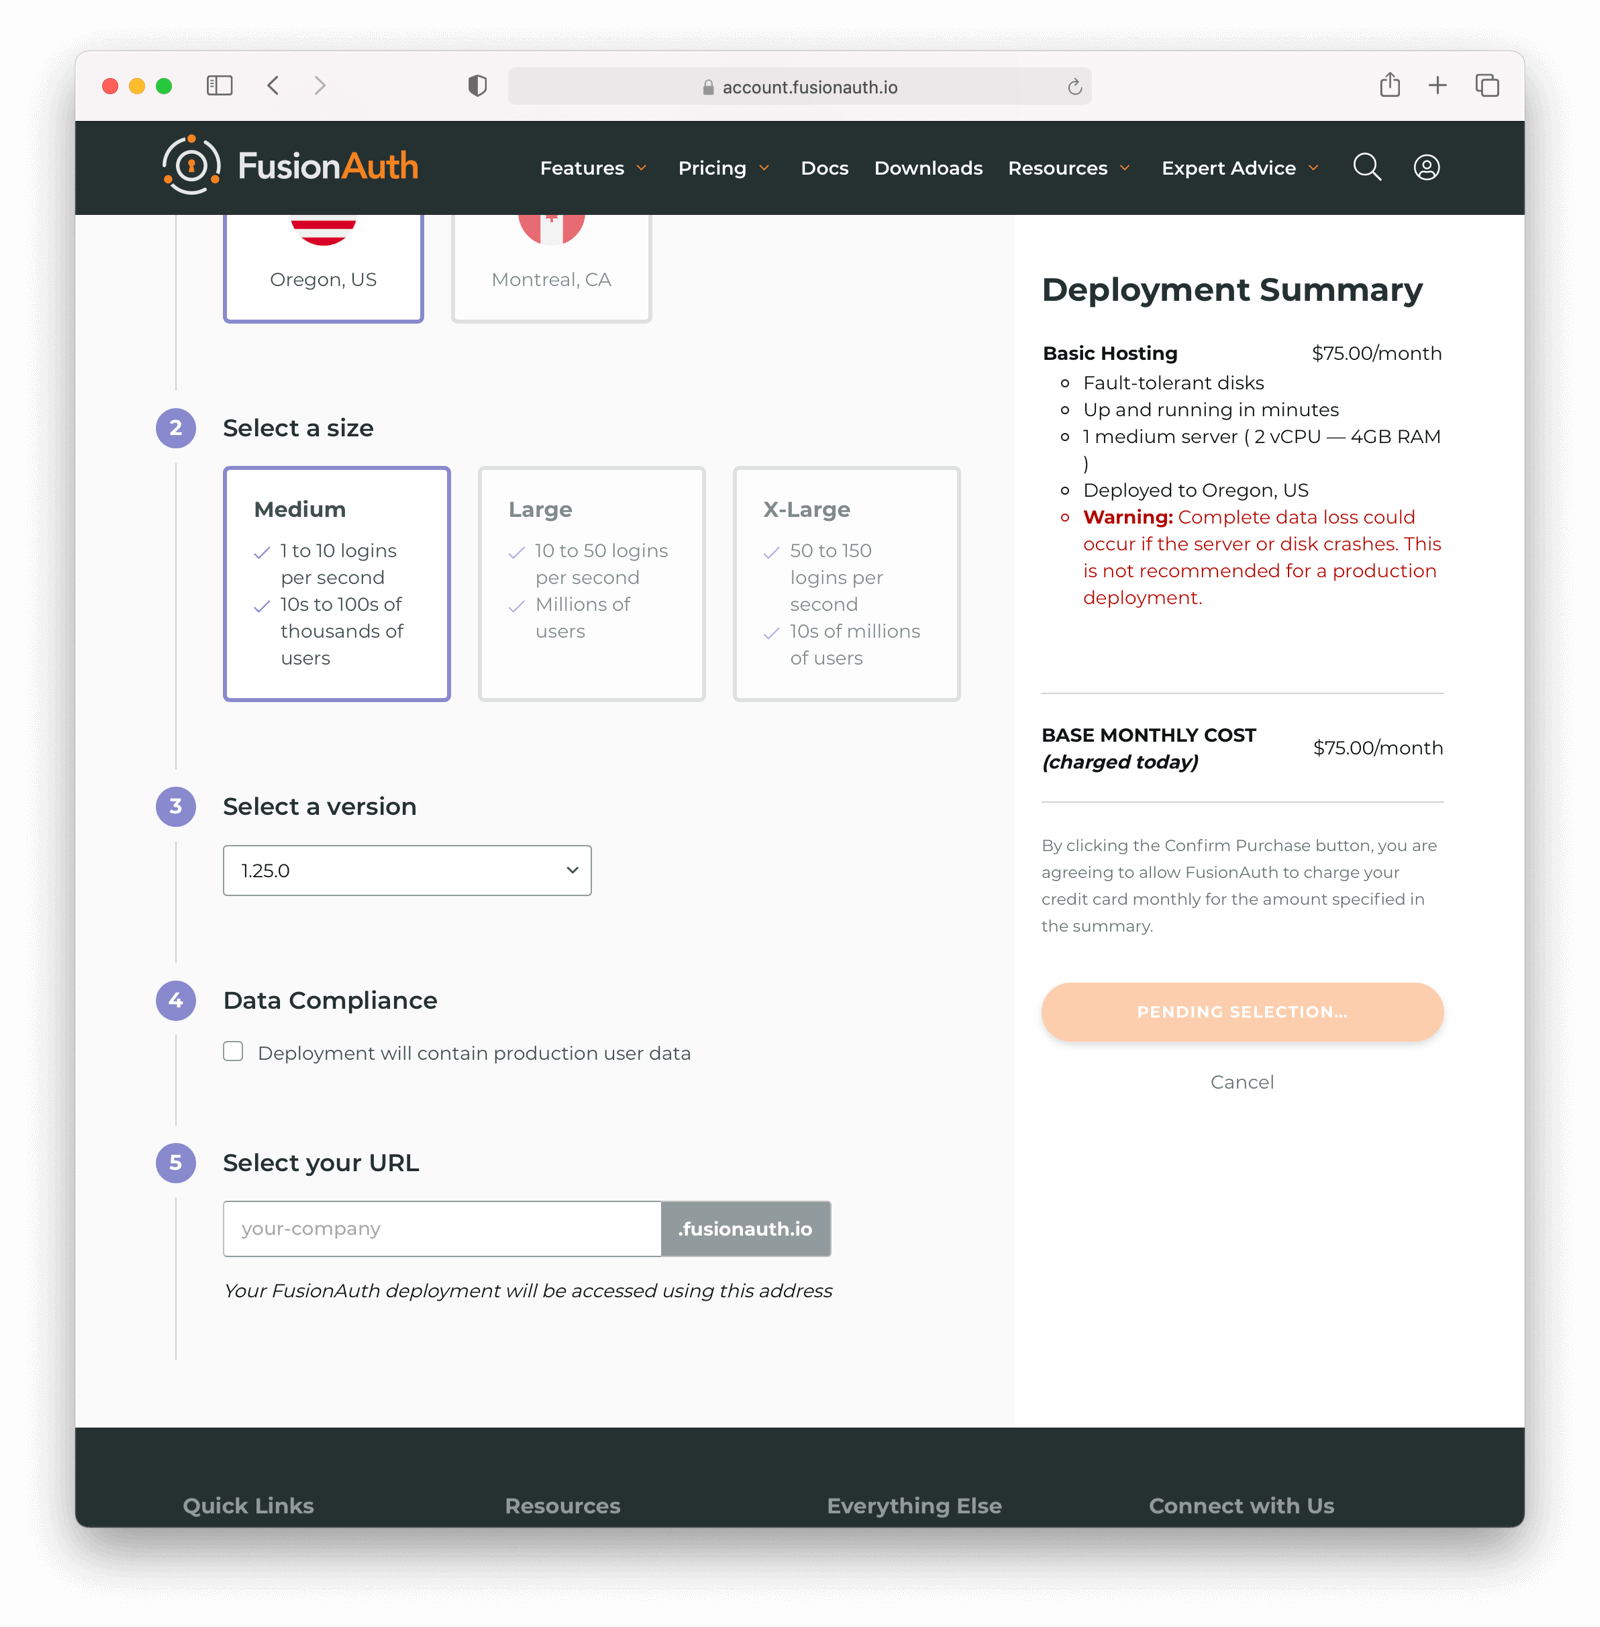 account.fusionauth.io
FusionAuth
Features
Pricing
Docs
Downloads
Resources
Expert Advice
Oregon, US
Montreal, CA
2
Select a size
Medium
1 to 10 logins
per second
10s to 100s of
thousands of
users
Large
10 to 50 logins
per second
Millions of
users
X-Large
50 to 150
logins per
second
10s of millions
of users
3
Select a version
1.25.0
4
Data Compliance
Deployment will contain production user data
5
Select your URL
your-company
.fusionauth.io
Your FusionAuth deployment will be accessed using this address
Deployment Summary
Basic Hosting $75.00/month
Fault-tolerant disks
Up and running in minutes
1 medium server ( 2 vCPU — 4GB RAM
)
Deployed to Oregon, US
Warning: Complete data loss could
occur if the server or disk crashes. This
is not recommended for a production
deployment.
BASE MONTHLY COST
(charged today)
$75.00/month
By clicking the Confirm Purchase button, you are
agreeing to allow FusionAuth to charge your
credit card monthly for the amount specified in
the summary.
PENDING SELECTION...
Cancel
Quick Links
Resources
Everything Else
Connect with Us